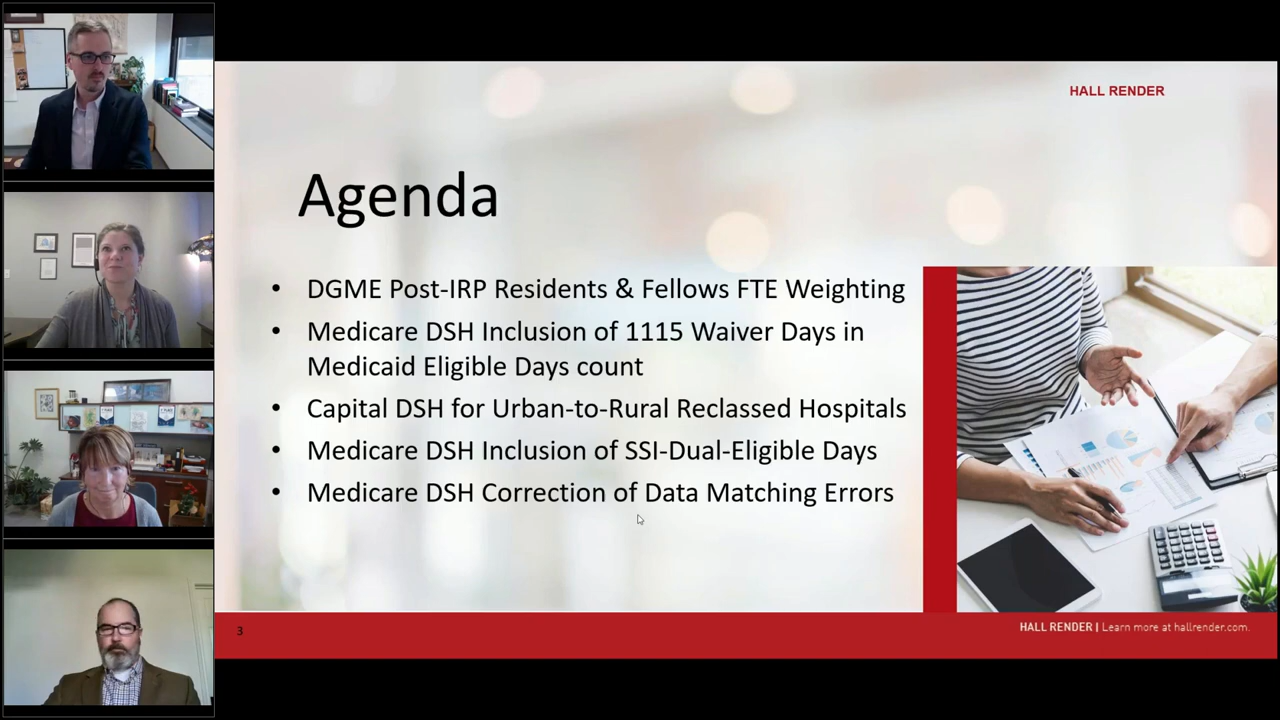 HALL RENDER
Agenda
• DGME Post-IRP Residents & Fellows FTE Weighting
• Medicare DSH Inclusion of 1115 Waiver Days in
Medicaid Eligible Days count
• Capital DSH for Urban-to-Rural Reclassed Hospitals
• Medicare DSH Inclusion of SSI-Dual-Eligible Days
• Medicare DSH Correction of Data Matching Errors
3
HALL RENDER | Learn more at hallrender.com.